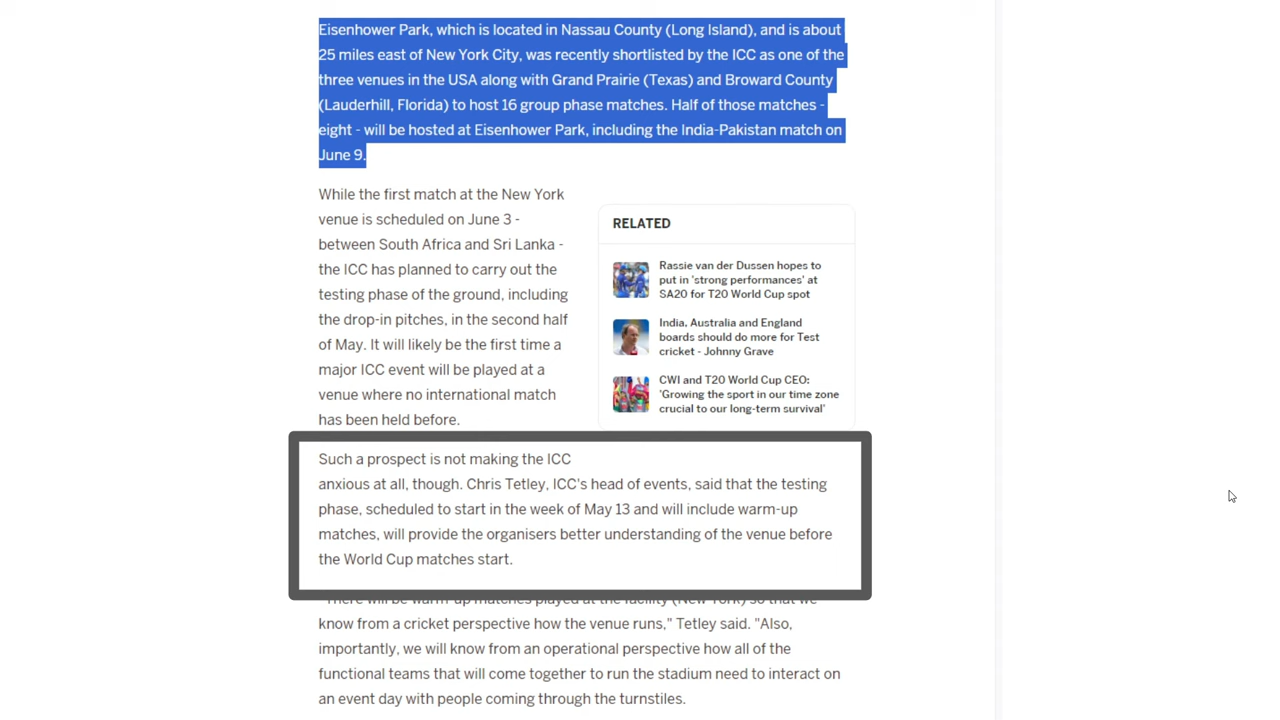 Eisenhower Park, which is located in Nassau County (Long Island), and is about
25 miles east of New York City, was recently shortlisted by the ICC as one of the
three venues in the USA along with Grand Prairie (Texas) and Broward County
(Lauderhill, Florida) to host 16 group phase matches. Half of those matches -
eight - will be hosted at Eisenhower Park, including the India-Pakistan match on
June 9.
While the first match at the New York
venue is scheduled on June 3 -
between South Africa and Sri Lanka -
the ICC has planned to carry out the
testing phase of the ground, including
the drop-in pitches, in the second half
of May. It will likely be the first time a
major ICC event will be played at a
venue where no international match
has been held before.
RELATED
Rassie van der Dussen hopes to
put in 'strong performances' at
SA20 for T20 World Cup spot
India, Australia and England
boards should do more for Test
cricket - Johnny Grave
CWI and T20 World Cup CEO:
'Growing the sport in our time zone
crucial to our long-term survival'
Such a prospect is not making the ICC
anxious at all, though. Chris Tetley, ICC's head of events, said that the testing
phase, scheduled to start in the week of May 13 and will include warm-up
matches, will provide the organisers better understanding of the venue before
the World Cup matches start.
"There will be warm-up matches played at the facility (New York) so that we
know from a cricket perspective how the venue runs," Tetley said. "Also,
importantly, we will know from an operational perspective how all of the
functional teams that will come together to run the stadium need to interact on
an event day with people coming through the turnstiles.